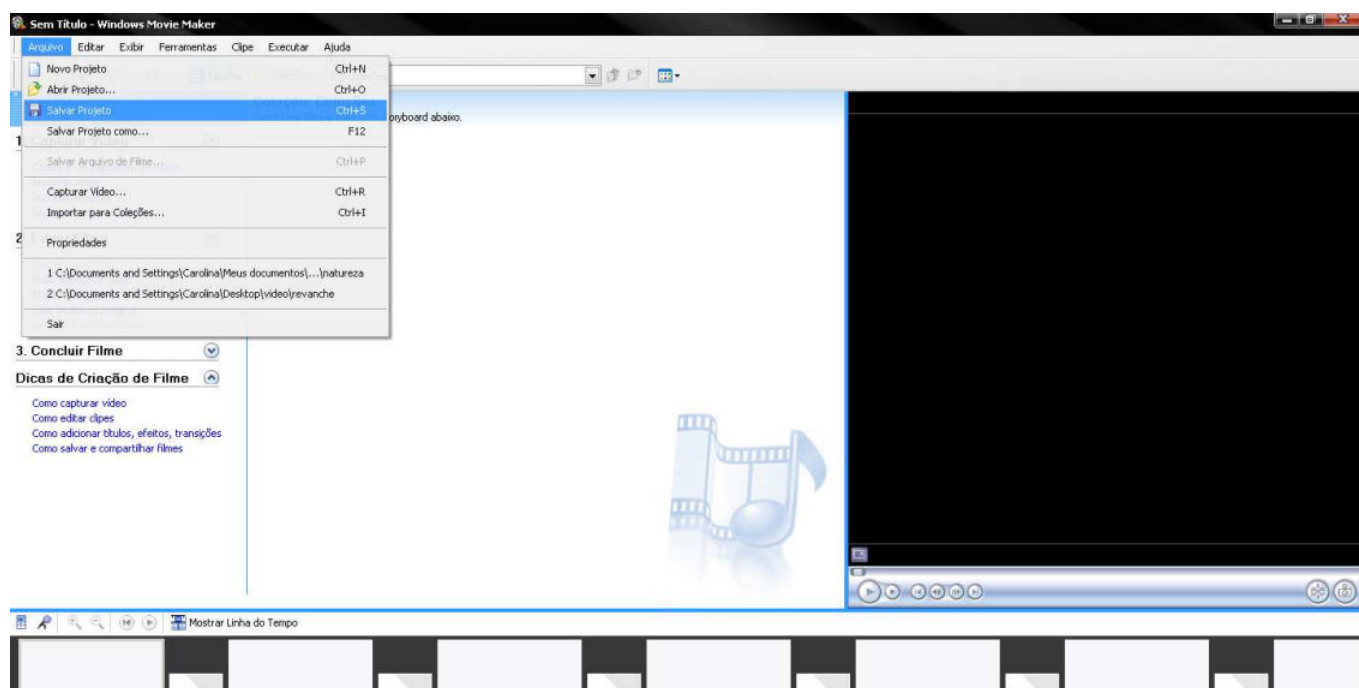 Sem Título - Windows Movie Maker
Arquivo Editar Exibir Ferramentas Clipe Executar Ajuda
Novo Projeto Ctrl+N
Abrir Projeto... Ctrl+O
Salvar Projeto Ctrl+S
oryboard abaixo.
Salvar Projeto como... F12
1
Salvar Arquivo de Filme... Ctrl+P
Capturar Vídeo... Ctrl+R
Importar para Coleções... Ctrl+I
2
Propriedades
1 C:\Documents and Settings\Carolina\Meus documentos\...\natureza
2 C:\Documents and Settings\Carolina\Desktop\video\revanche
Sair
3. Concluir Filme
Dicas de Criação de Filme
Como capturar vídeo
Como editar clipes
Como adicionar títulos, efeitos, transições
Como salvar e compartilhar filmes
Mostrar Linha do Tempo